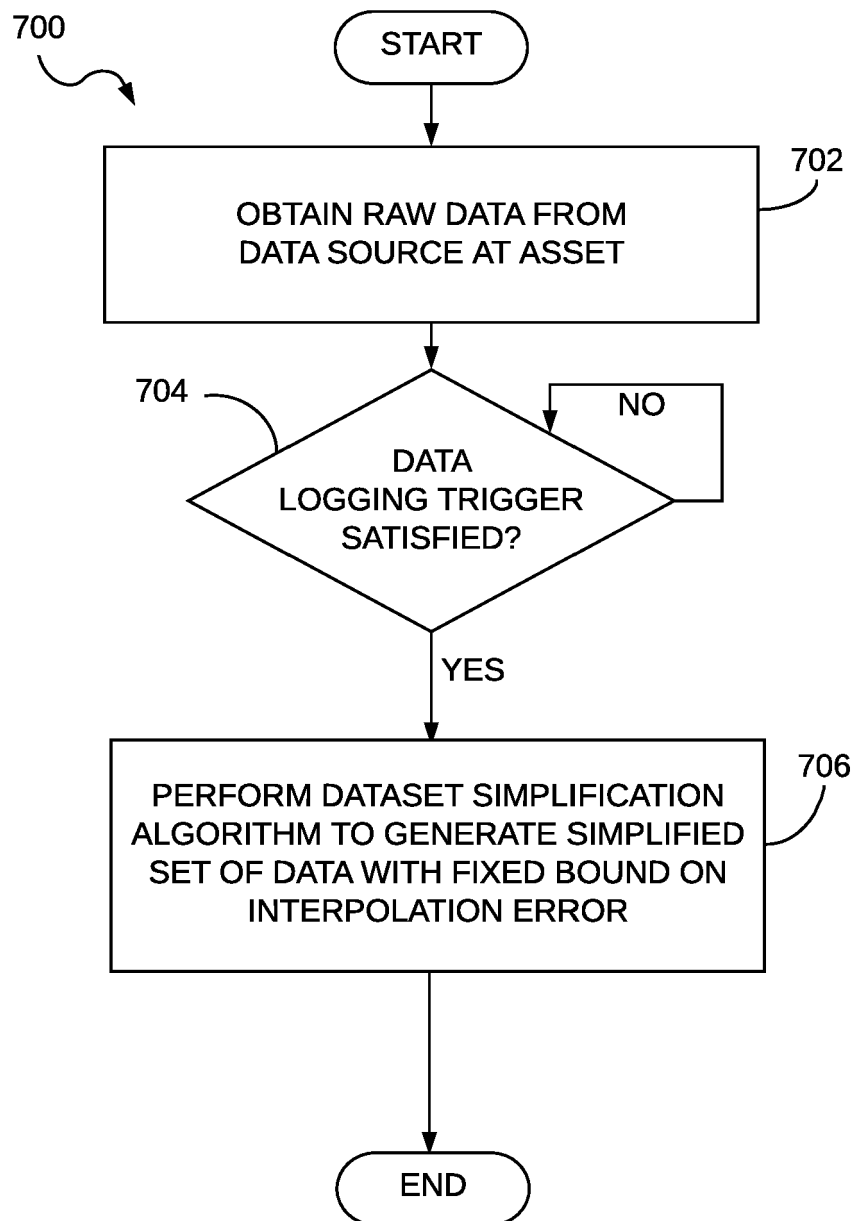 700
START
702
OBTAIN RAW DATA FROM
DATA SOURCE AT ASSET
704
NO
DATA
LOGGING TRIGGER
SATISFIED?
YES
706
PERFORM DATASET SIMPLIFICATION
ALGORITHM TO GENERATE SIMPLIFIED
SET OF DATA WITH FIXED BOUND ON
INTERPOLATION ERROR
END